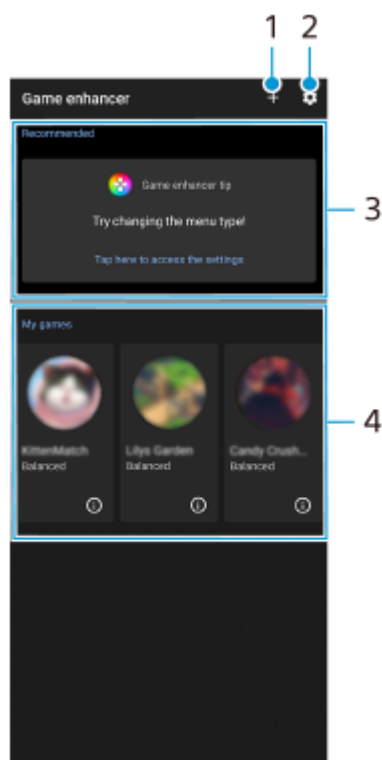 1 2
Game enhancer
+
Recommended
3
Game enhancer tip
Try changing the menu type!
Tap here to access the settings
My games
4
KittenMatch Lilys Garden Candy Crush...
Balanced Balanced Balanced